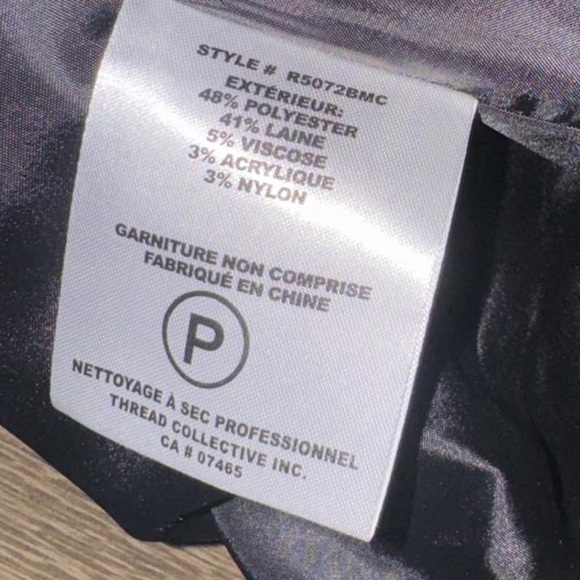 STYLE # R5072BMC
EXTÉRIEUR:
48% POLYESTER
41% LAINE
5% VISCOSE
3% ACRYLIQUE
3% NYLON
GARNITURE NON COMPRISE
FABRIQUÉ EN CHINE
P
NETTOYAGE À SEC PROFESSIONNEL
THREAD COLLECTIVE INC.
CA # 07465